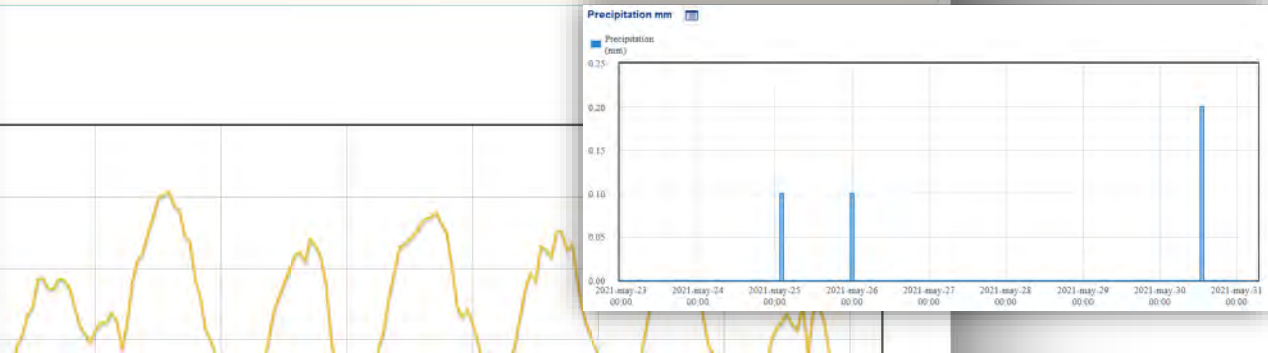 Precipitation mm
Precipitation
(mm)
0.25
0.20
0.15
0.10
0.05
0.00
2021-may-23 2021-may-24 2021-may-25 2021-may-26 2021-may-27 2021-may-28 2021-may-29 2021-may-30 2021-may-31
00:00 00:00 00:00 00:00 00:00 00:00 00:00 00:00 00:00